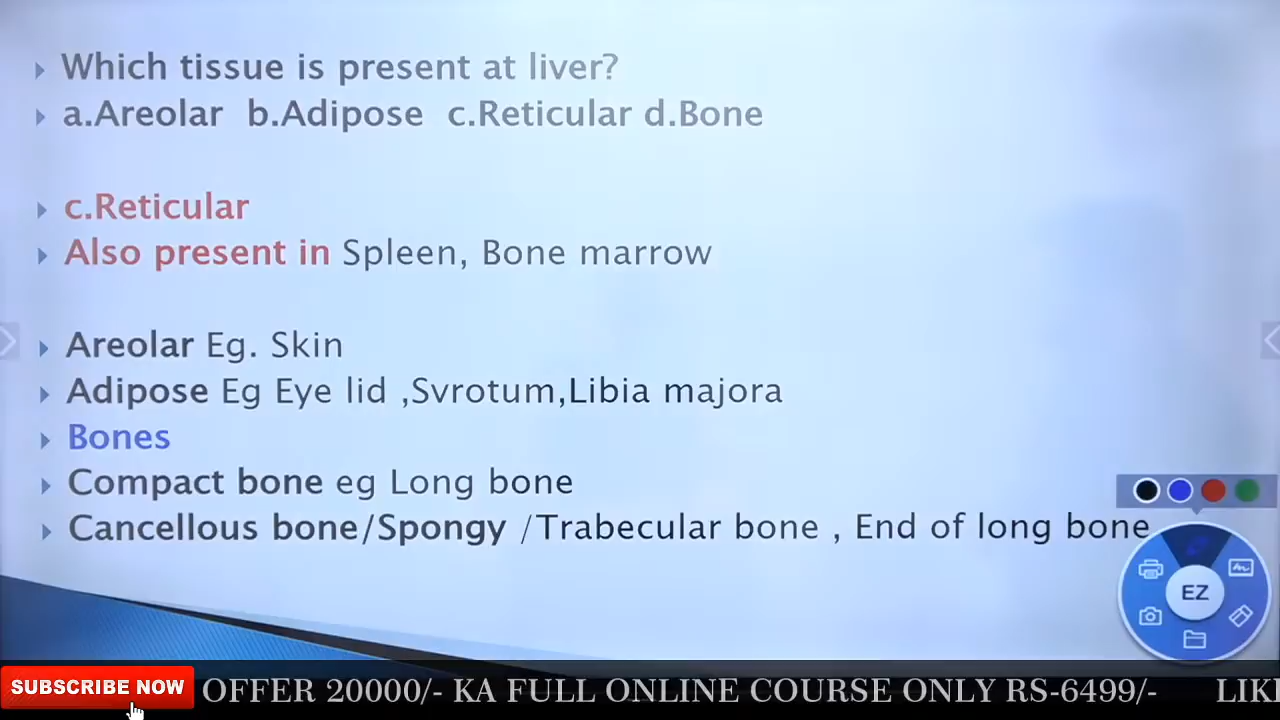 Which tissue is present at liver?
a.Areolar b.Adipose c.Reticular d.Bone
c.Reticular
Also present in Spleen, Bone marrow
Areolar Eg. Skin
Adipose Eg Eye lid ,Svrotum,Libia majora
Bones
Compact bone eg Long bone
Cancellous bone/Spongy /Trabecular bone , End of long bone
EZ
SUBSCRIBE NOW OFFER 20000/- KA FULL ONLINE COURSE ONLY RS-6499/- LIK